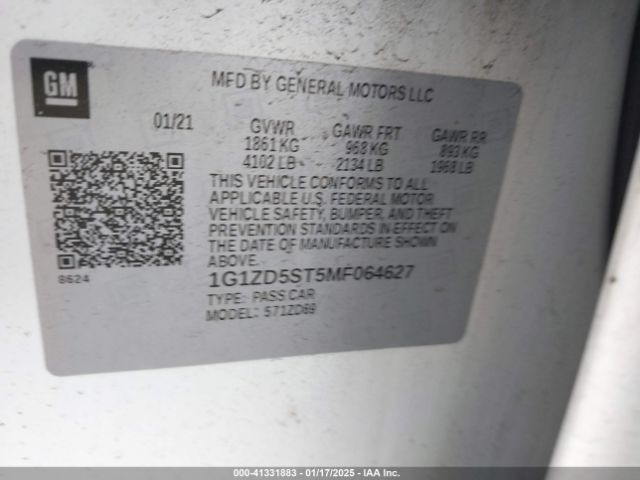 GM
MFD BY GENERAL MOTORS LLC
01/21 GVWR GAWR FRT GAWR RR
1861 KG 968 KG 893 KG
4102 LB 2134 LB 1968 LB
THIS VEHICLE CONFORMS TO ALL
APPLICABLE U.S. FEDERAL MOTOR
VEHICLE SAFETY, BUMPER, AND THEFT
PREVENTION STANDARDS IN EFFECT ON
THE DATE OF MANUFACTURE SHOWN
ABOVE.
8624
1G1ZD5ST5MF064627
TYPE: PASS CAR
MODEL: 571ZD69
000-41331883 — 01/17/2025 — IAA Inc.